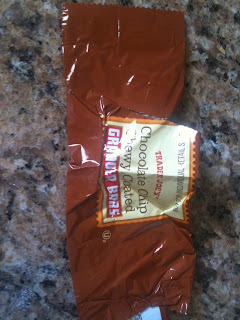 TRADER JOE'S
Chocolate Chip
Chewy Coated
GRANOLA BARS
U